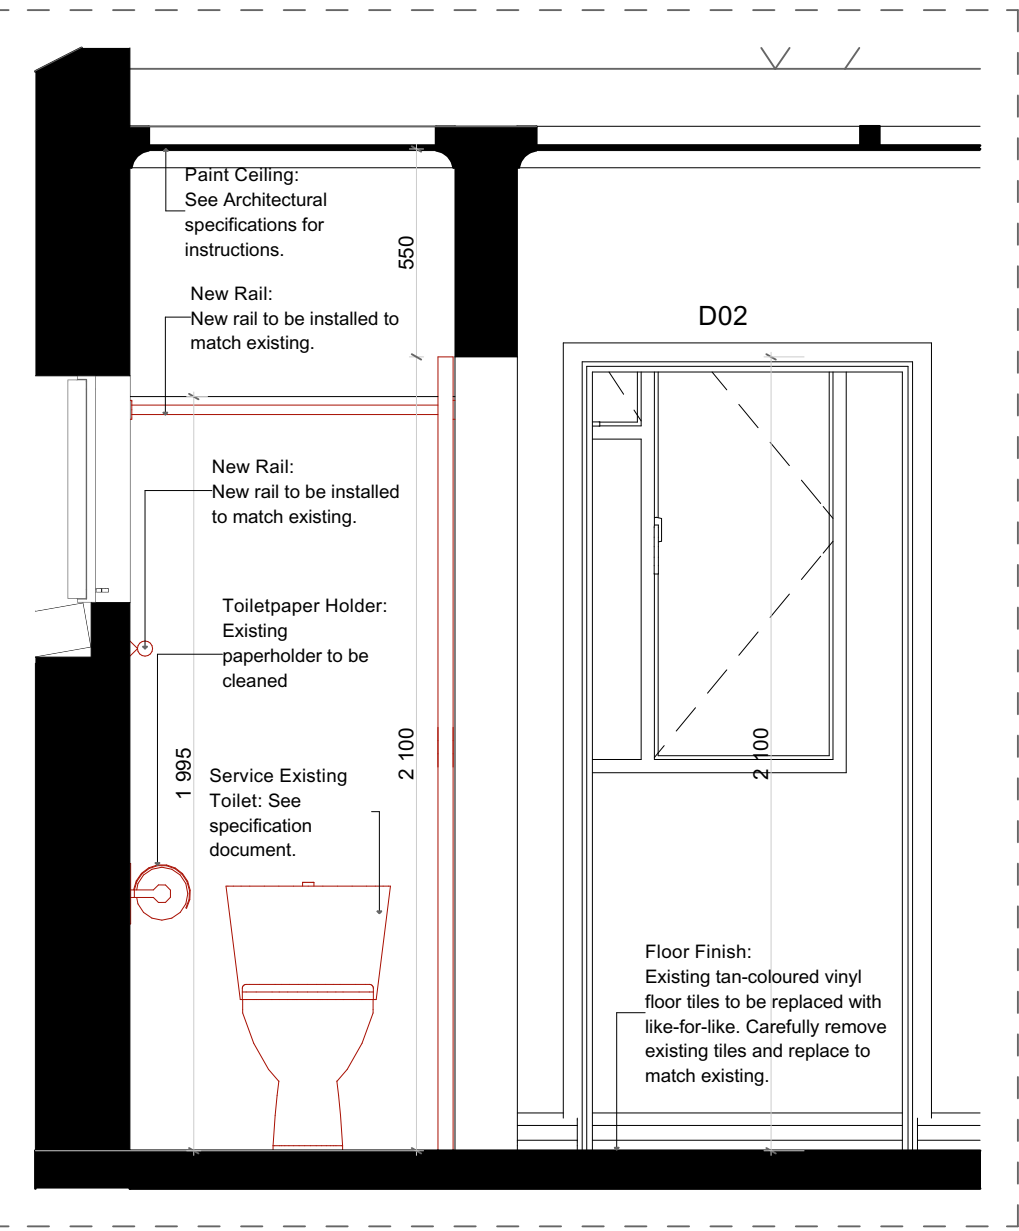 Paint Ceiling:
See Architectural
specifications for
instructions.
550
New Rail:
New rail to be installed to
match existing.
D02
New Rail:
New rail to be installed
to match existing.
Toiletpaper Holder:
Existing
paperholder to be
cleaned
1 995
2 100
2 100
Service Existing
Toilet: See
specification
document.
Floor Finish:
Existing tan-coloured vinyl
floor tiles to be replaced with
like-for-like. Carefully remove
existing tiles and replace to
match existing.